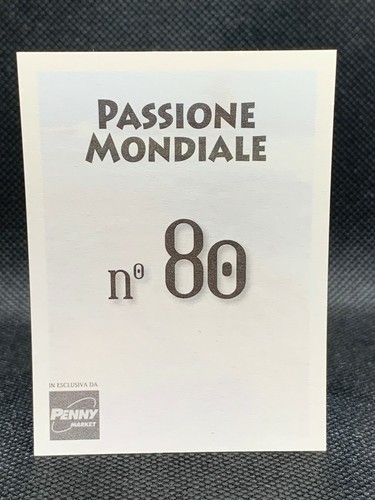 PASSIONE
MONDIALE
nº 80
IN ESCLUSIVA DA
PENNY
MARKET